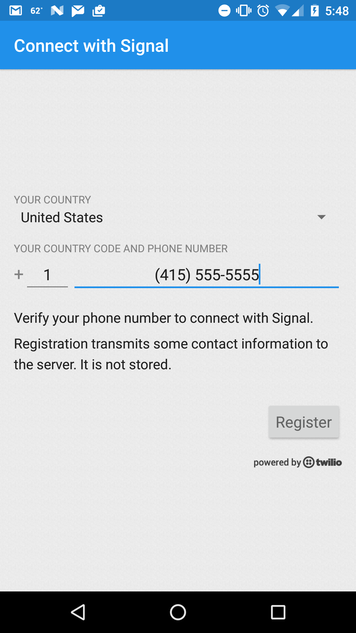 62° 5:48
Connect with Signal
YOUR COUNTRY
United States
YOUR COUNTRY CODE AND PHONE NUMBER
+ 1 (415) 555-5555
Verify your phone number to connect with Signal.
Registration transmits some contact information to
the server. It is not stored.
Register
powered by twilio